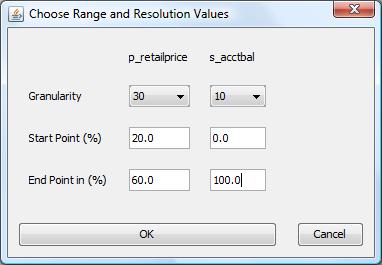 Choose Range and Resolution Values
p_retailprice s_acctbal
Granularity 30 10
Start Point (%) 20.0 0.0
End Point in (%) 60.0 100.0
OK Cancel